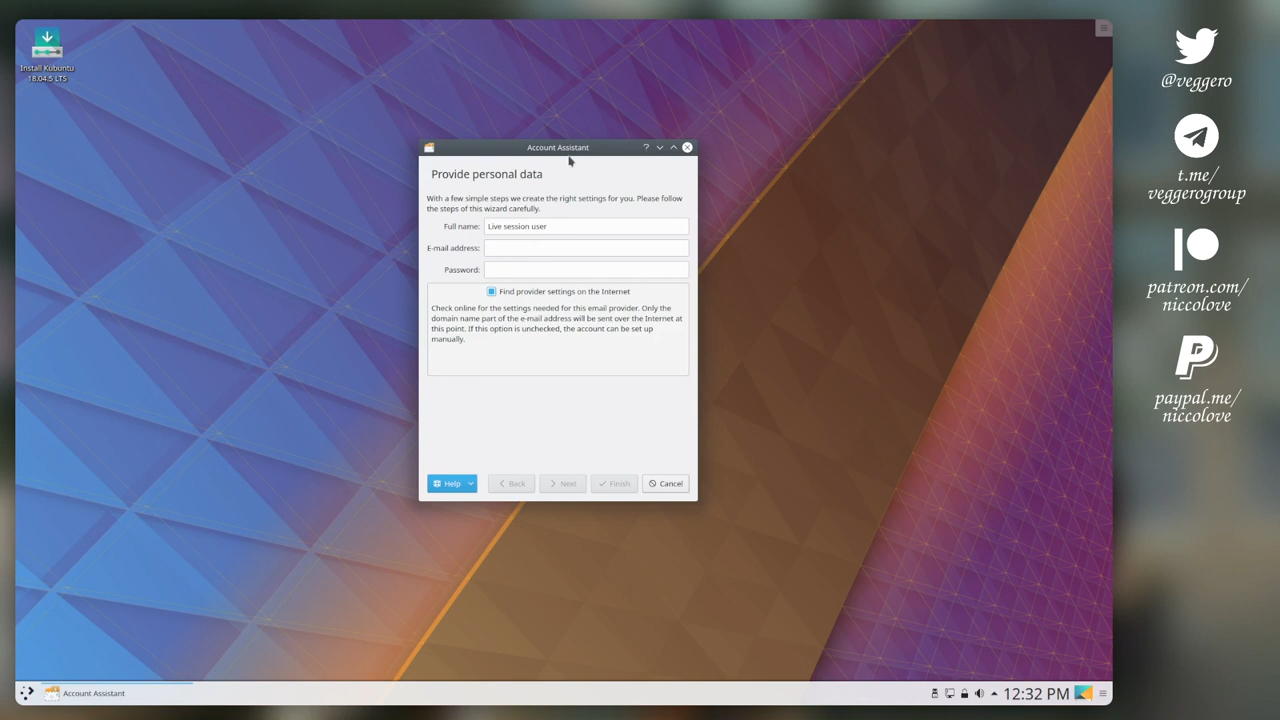 Install Kubuntu
18.04.5 LTS
Account Assistant
Provide personal data
With a few simple steps we create the right settings for you. Please follow
the steps of this wizard carefully.
Full name: Live session user
E-mail address:
Password:
Find provider settings on the Internet
Check online for the settings needed for this email provider. Only the
domain name part of the e-mail address will be sent over the Internet at
this point. If this option is unchecked, the account can be set up
manually.
Help Back Next Finish Cancel
Account Assistant
12:32 PM
@veggero
t.me/
veggerogroup
patreon.com/
niccolove
paypal.me/
niccolove